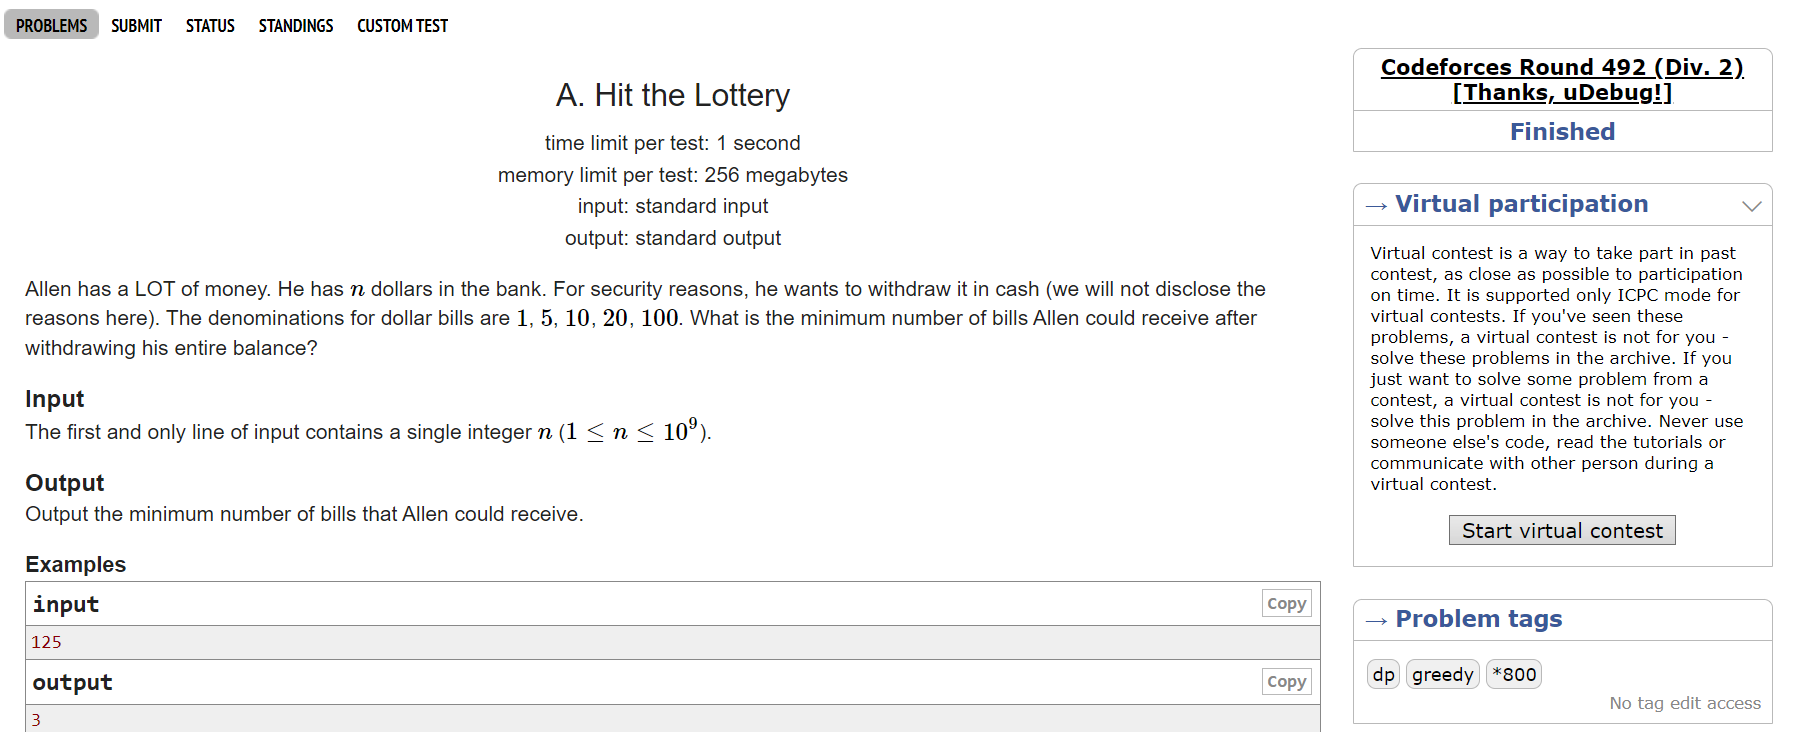 PROBLEMS SUBMIT STATUS STANDINGS CUSTOM TEST
A. Hit the Lottery
time limit per test: 1 second
memory limit per test: 256 megabytes
input: standard input
output: standard output
Allen has a LOT of money. He has n dollars in the bank. For security reasons, he wants to withdraw it in cash (we will not disclose the
reasons here). The denominations for dollar bills are 1, 5, 10, 20, 100. What is the minimum number of bills Allen could receive after
withdrawing his entire balance?
Input
The first and only line of input contains a single integer n (1 ≤ n ≤ 10⁹).
Output
Output the minimum number of bills that Allen could receive.
Examples
input Copy
125
output Copy
3
Codeforces Round 492 (Div. 2)
[Thanks, uDebug!]
Finished
→ Virtual participation
Virtual contest is a way to take part in past
contest, as close as possible to participation
on time. It is supported only ICPC mode for
virtual contests. If you've seen these
problems, a virtual contest is not for you -
solve these problems in the archive. If you
just want to solve some problem from a
contest, a virtual contest is not for you -
solve this problem in the archive. Never use
someone else's code, read the tutorials or
communicate with other person during a
virtual contest.
Start virtual contest
→ Problem tags
dp greedy *800
No tag edit access